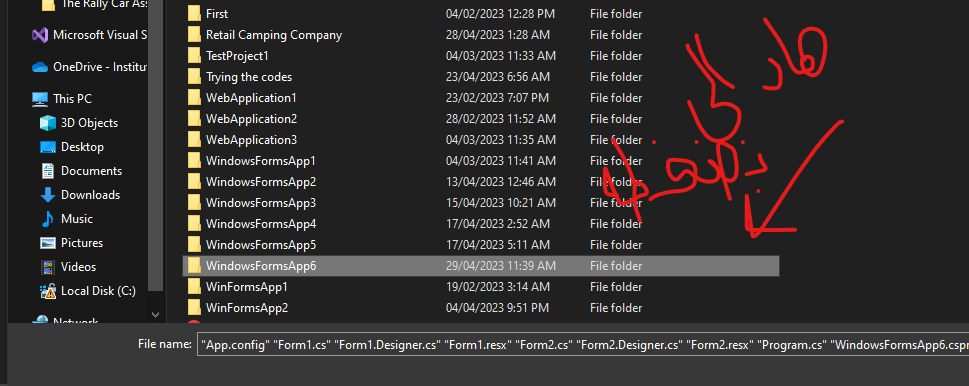 The Rally Car Ass
Microsoft Visual S
OneDrive - Institu
This PC
3D Objects
Desktop
Documents
Downloads
Music
Pictures
Videos
Local Disk (C:)
Network
First 04/02/2023 12:28 PM File folder
Retail Camping Company 28/04/2023 1:28 AM File folder
TestProject1 04/03/2023 11:33 AM File folder
Trying the codes 23/04/2023 6:56 AM File folder
WebApplication1 23/02/2023 7:07 PM File folder
WebApplication2 28/02/2023 11:52 AM File folder
WebApplication3 04/03/2023 11:35 AM File folder
WindowsFormsApp1 04/03/2023 11:41 AM File folder
WindowsFormsApp2 13/04/2023 12:46 AM File folder
WindowsFormsApp3 15/04/2023 10:21 AM File folder
WindowsFormsApp4 17/04/2023 2:52 AM File folder
WindowsFormsApp5 17/04/2023 5:11 AM File folder
WindowsFormsApp6 29/04/2023 11:39 AM File folder
WinFormsApp1 19/02/2023 3:14 AM File folder
WinFormsApp2 04/04/2023 9:51 PM File folder
File name: "App.config" "Form1.cs" "Form1.Designer.cs" "Form1.resx" "Form2.cs" "Form2.Designer.cs" "Form2.resx" "Program.cs" "WindowsFormsApp6.cspr